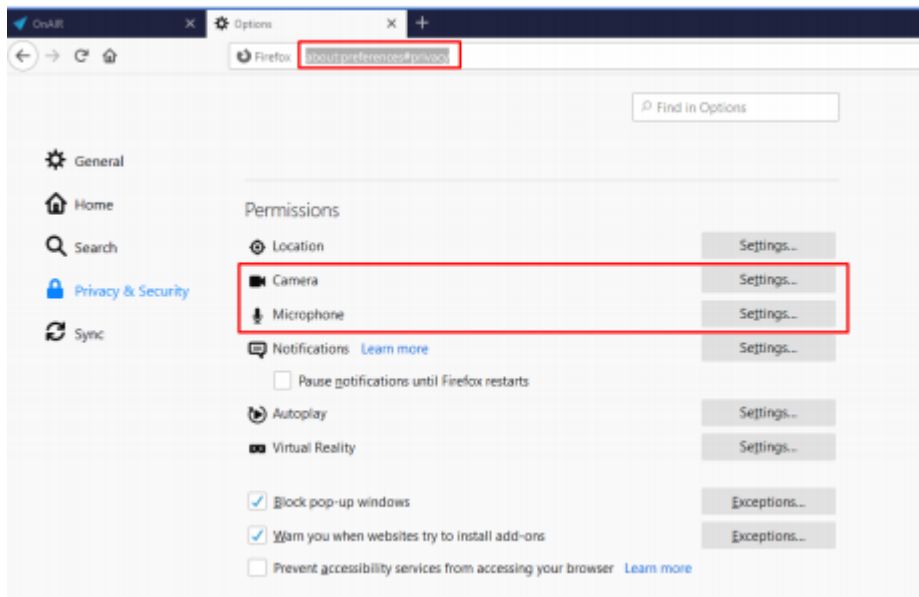 OnAIR
Options
Firefox about:preferences#privacy
Find in Options
General
Home
Search
Privacy & Security
Sync
Permissions
Location Settings...
Camera Settings...
Microphone Settings...
Notifications Learn more Settings...
Pause notifications until Firefox restarts
Autoplay Settings...
Virtual Reality Settings...
Block pop-up windows Exceptions...
Warn you when websites try to install add-ons Exceptions...
Prevent accessibility services from accessing your browser Learn more